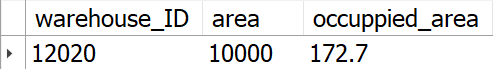 warehouse_ID area occuppied_area
12020 10000 172.7